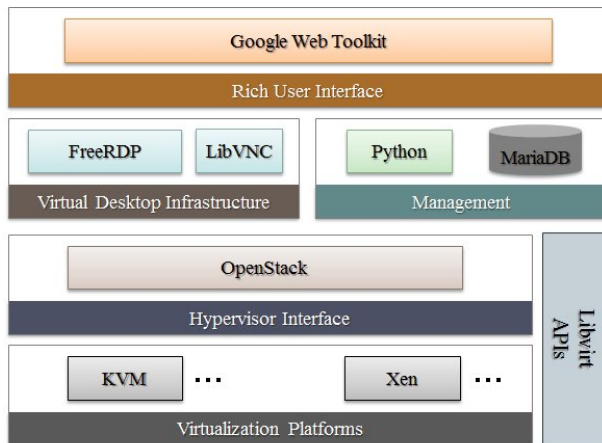 Google Web Toolkit
Rich User Interface
FreeRDP
LibVNC
Virtual Desktop Infrastructure
Python
MariaDB
Management
OpenStack
Hypervisor Interface
KVM ...
Xen ...
Virtualization Platforms
Libvirt
APIs